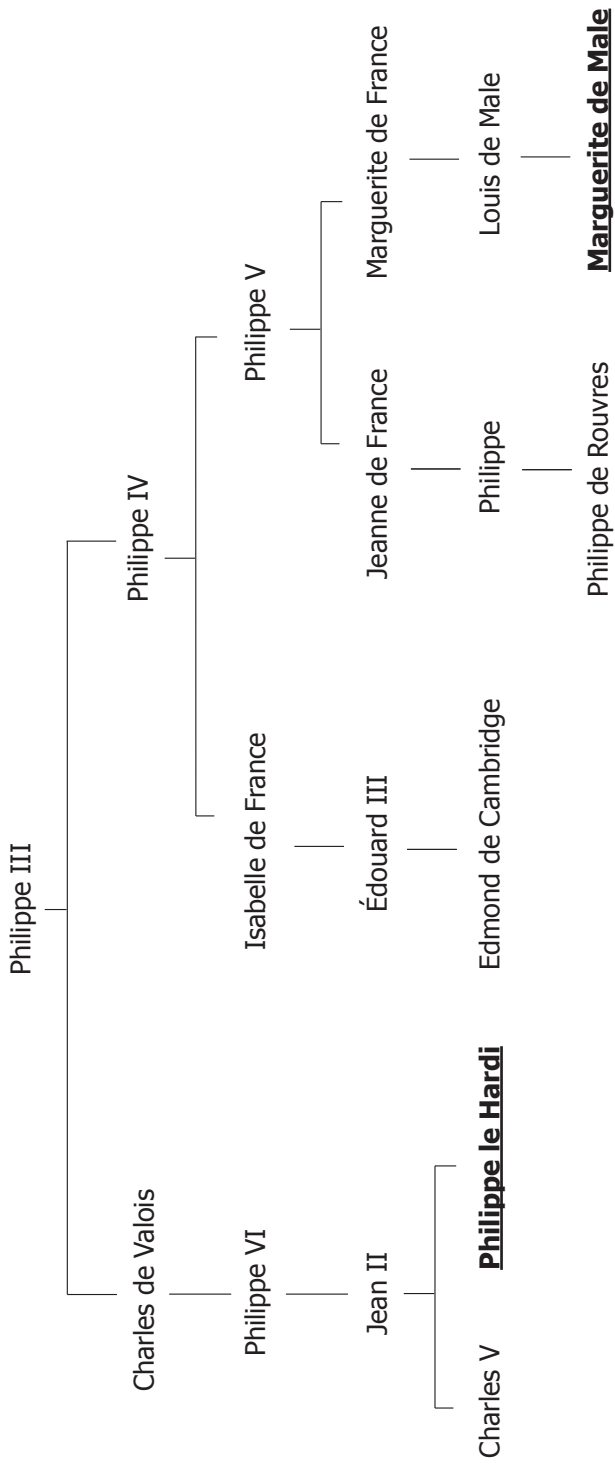 Philippe III
Charles de Valois
Philippe IV
Philippe VI
Isabelle de France
Philippe V
Jean II
Édouard III
Jeanne de France
Marguerite de France
Charles V
Philippe le Hardi
Edmond de Cambridge
Philippe
Louis de Male
Philippe de Rouvres
Marguerite de Male